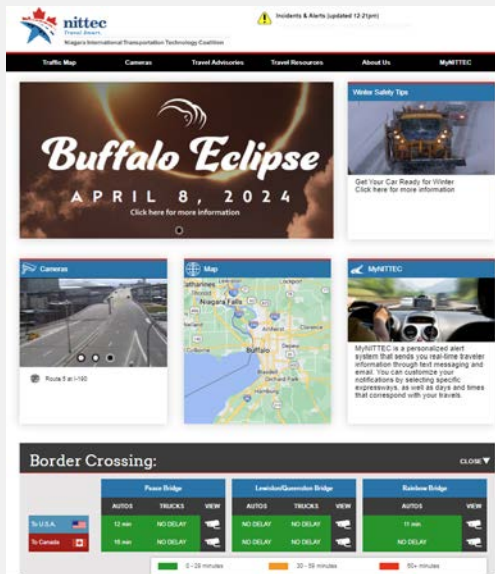 nittec
Travel Smart.
Niagara International Transportation Technology Coalition
Incidents & Alerts (updated 12:21pm)
Traffic Map Cameras Travel Advisories Travel Resources About Us MyNITTEC
Buffalo Eclipse
APRIL 8, 2024
Click here for more information
Winter Safety Tips
Get Your Car Ready for Winter
Click here for more information
Cameras
Route 5 at I-190
Map
Niagara Falls
Amherst
Clarence
Buffalo
Depew
Orchard Park
Hamburg
MyNITTEC
MyNITTEC is a personalized alert
system that sends you real-time traveler
information through text messaging and
email. You can customize your
notifications by selecting specific
expressways, as well as days and times
that correspond with your travels.
Border Crossing:
CLOSE▼
Peace Bridge Lewiston/Queenston Bridge Rainbow Bridge
AUTOS TRUCKS VIEW AUTOS TRUCKS VIEW AUTOS VIEW
To U.S.A. 12 min NO DELAY NO DELAY NO DELAY 11 min
To Canada 18 min NO DELAY NO DELAY NO DELAY NO DELAY
0 - 29 minutes 30 - 59 minutes 60+ minutes